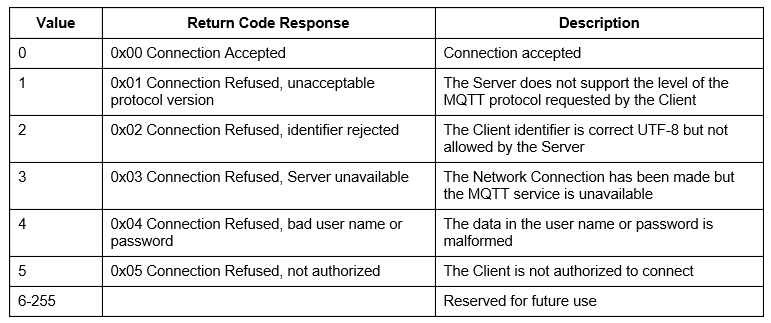 Value Return Code Response Description
0 0x00 Connection Accepted Connection accepted
1 0x01 Connection Refused, unacceptable protocol version The Server does not support the level of the MQTT protocol requested by the Client
2 0x02 Connection Refused, identifier rejected The Client identifier is correct UTF-8 but not allowed by the Server
3 0x03 Connection Refused, Server unavailable The Network Connection has been made but the MQTT service is unavailable
4 0x04 Connection Refused, bad user name or password The data in the user name or password is malformed
5 0x05 Connection Refused, not authorized The Client is not authorized to connect
6-255 Reserved for future use